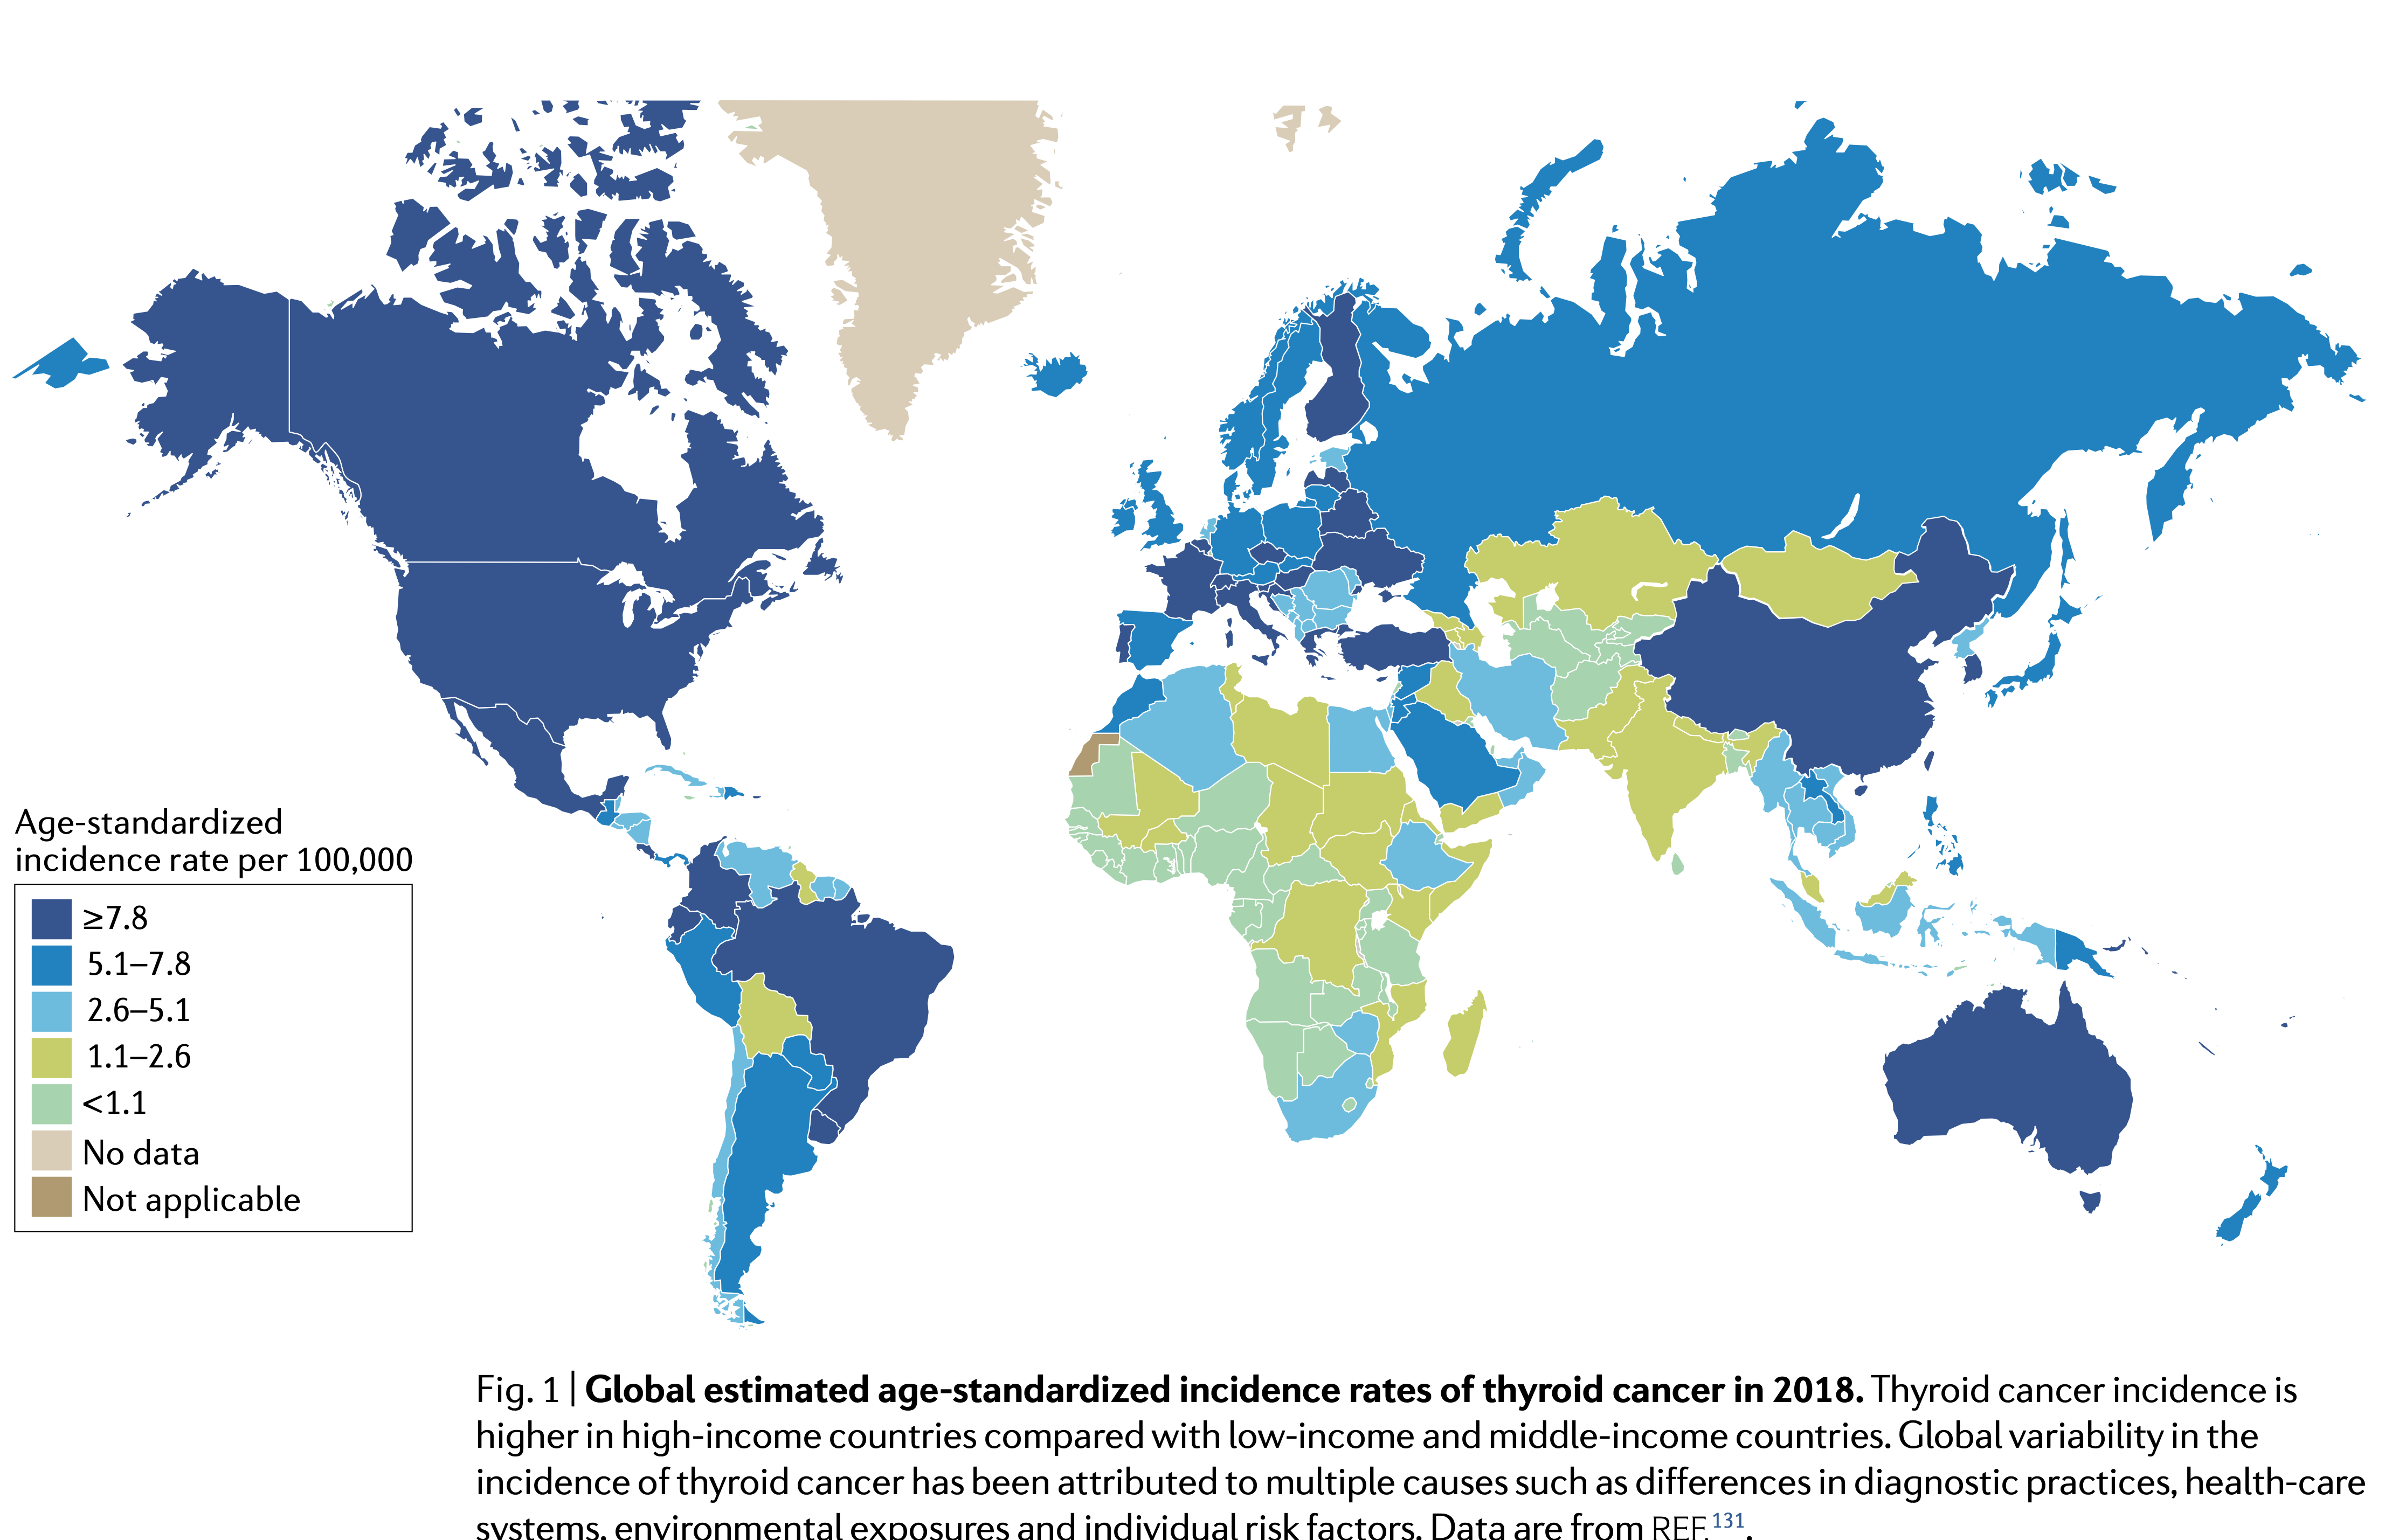 Age-standardized
incidence rate per 100,000
≥7.8
5.1–7.8
2.6–5.1
1.1–2.6
<1.1
No data
Not applicable
Fig. 1 | Global estimated age-standardized incidence rates of thyroid cancer in 2018. Thyroid cancer incidence is
higher in high-income countries compared with low-income and middle-income countries. Global variability in the
incidence of thyroid cancer has been attributed to multiple causes such as differences in diagnostic practices, health-care
systems, environmental exposures and individual risk factors. Data are from REF.131.